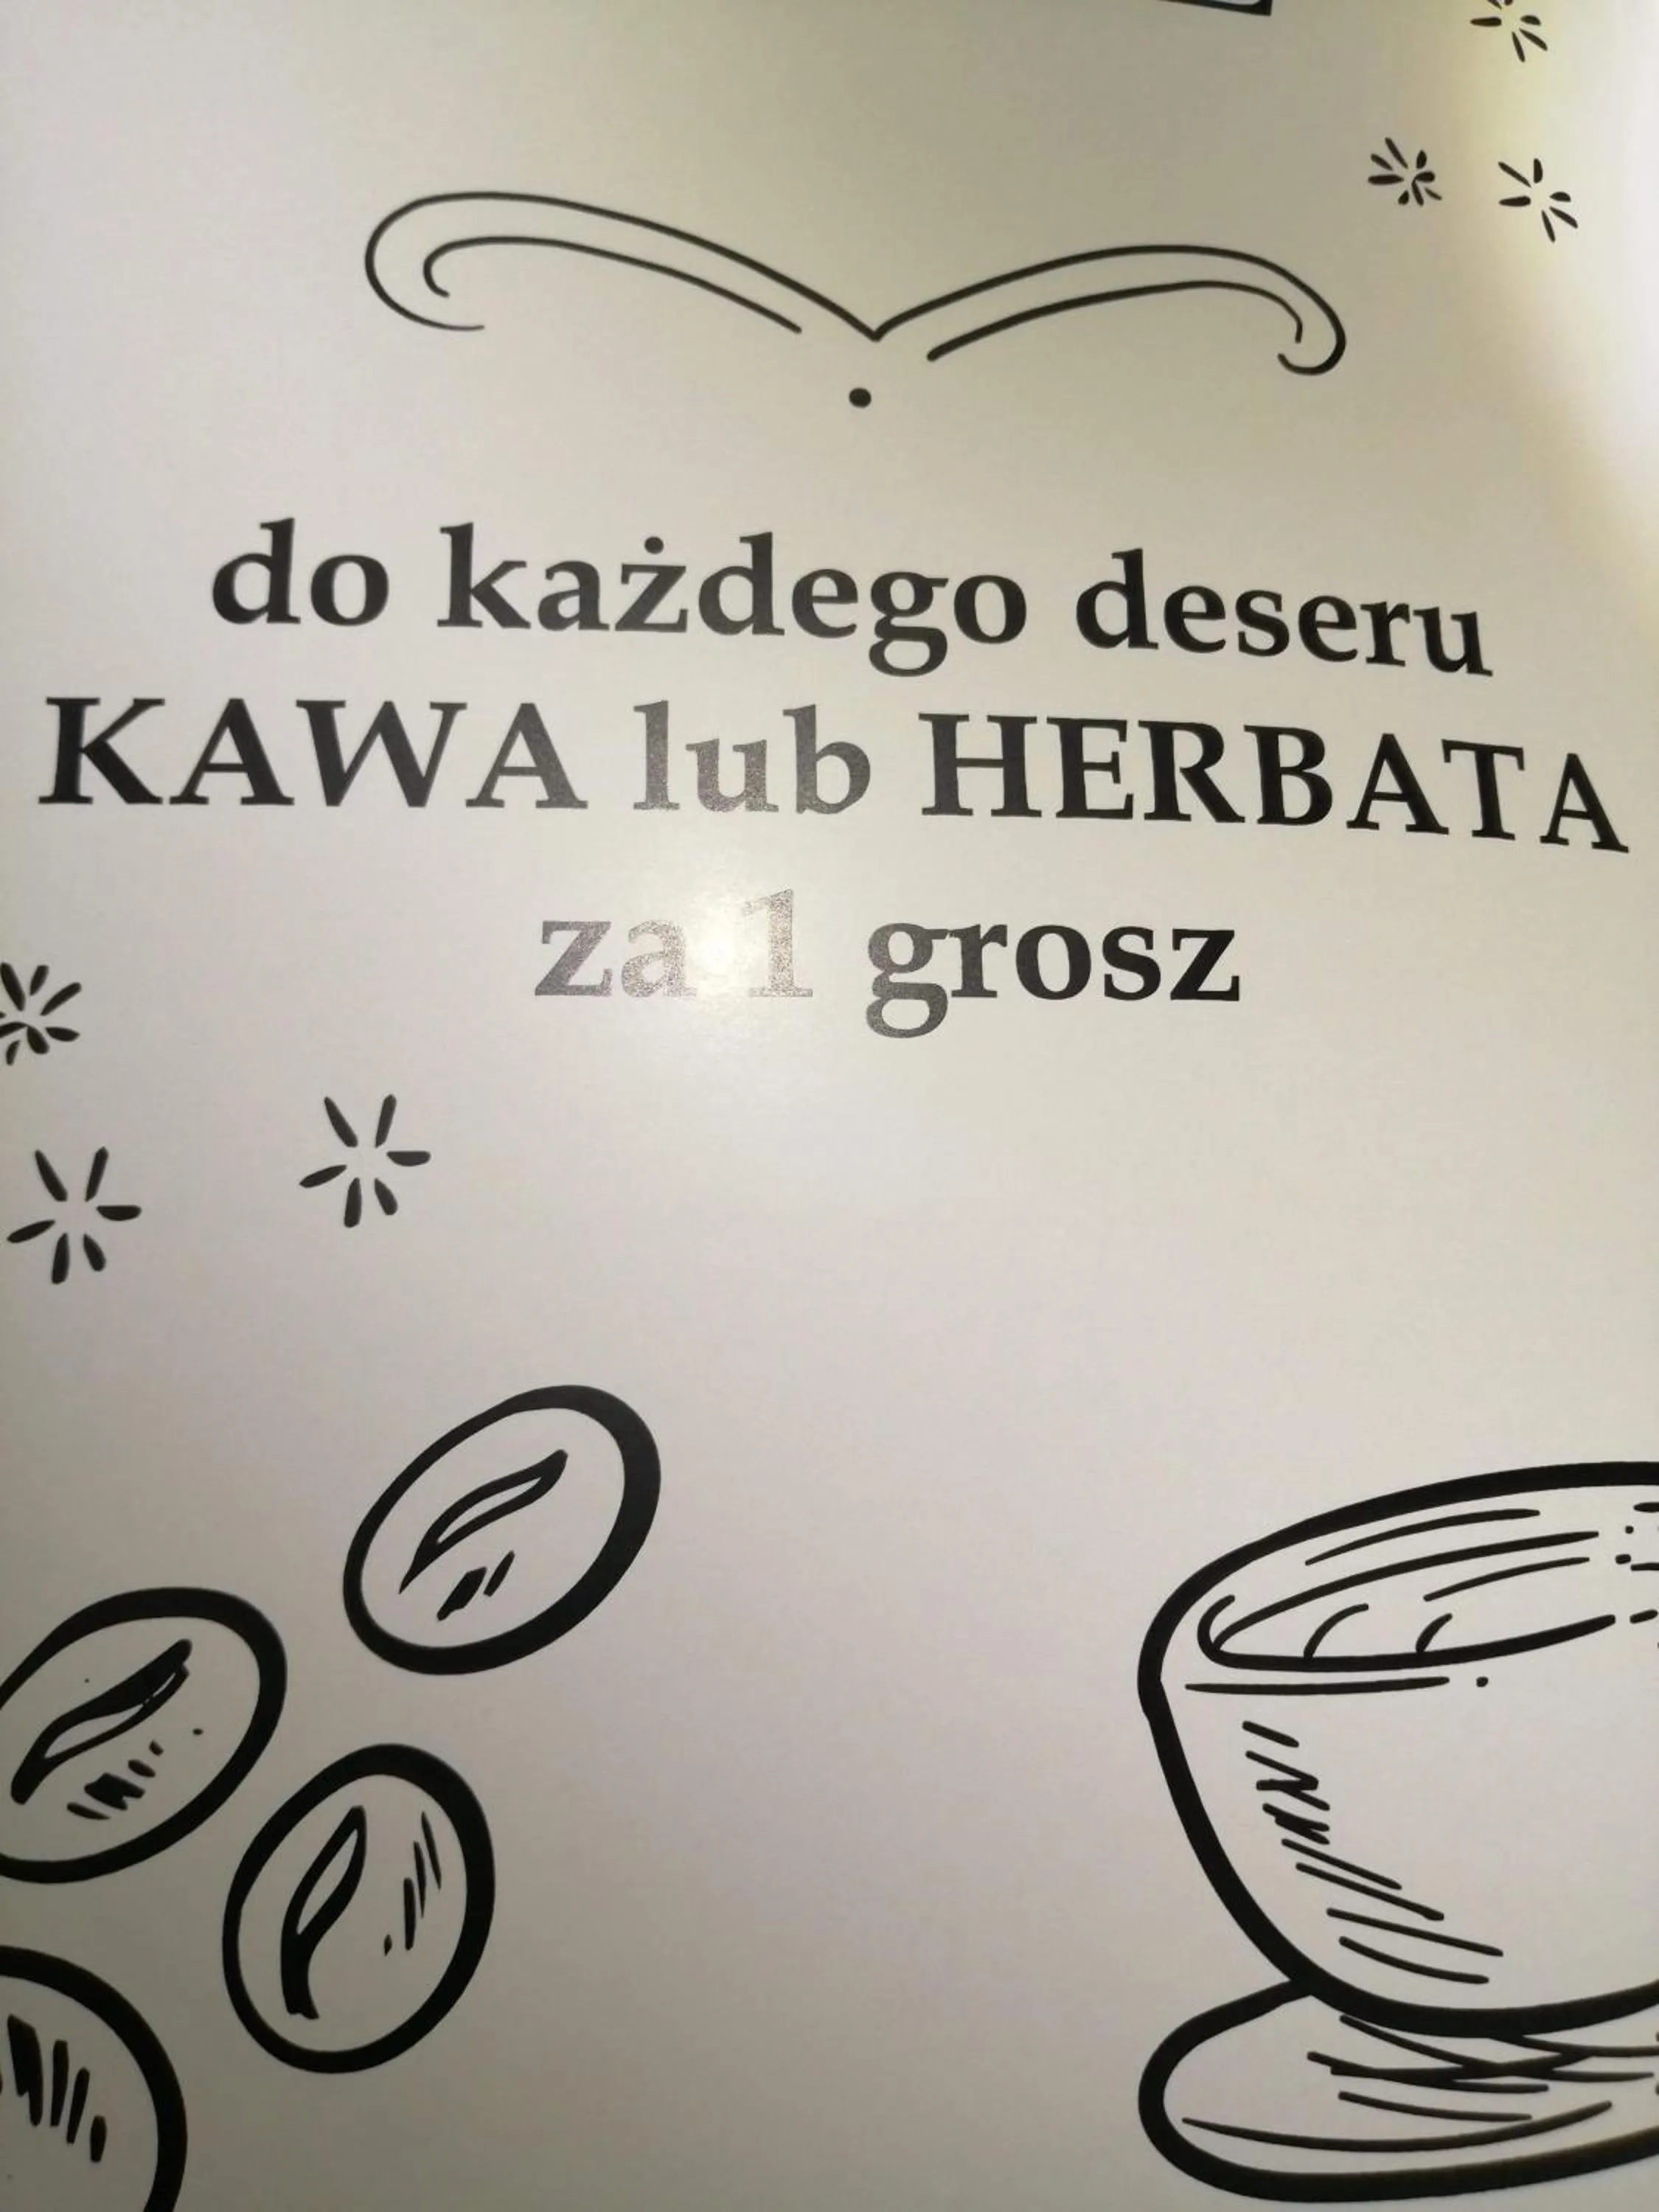 do każdego deseru
KAWA lub HERBATA
za 1 grosz